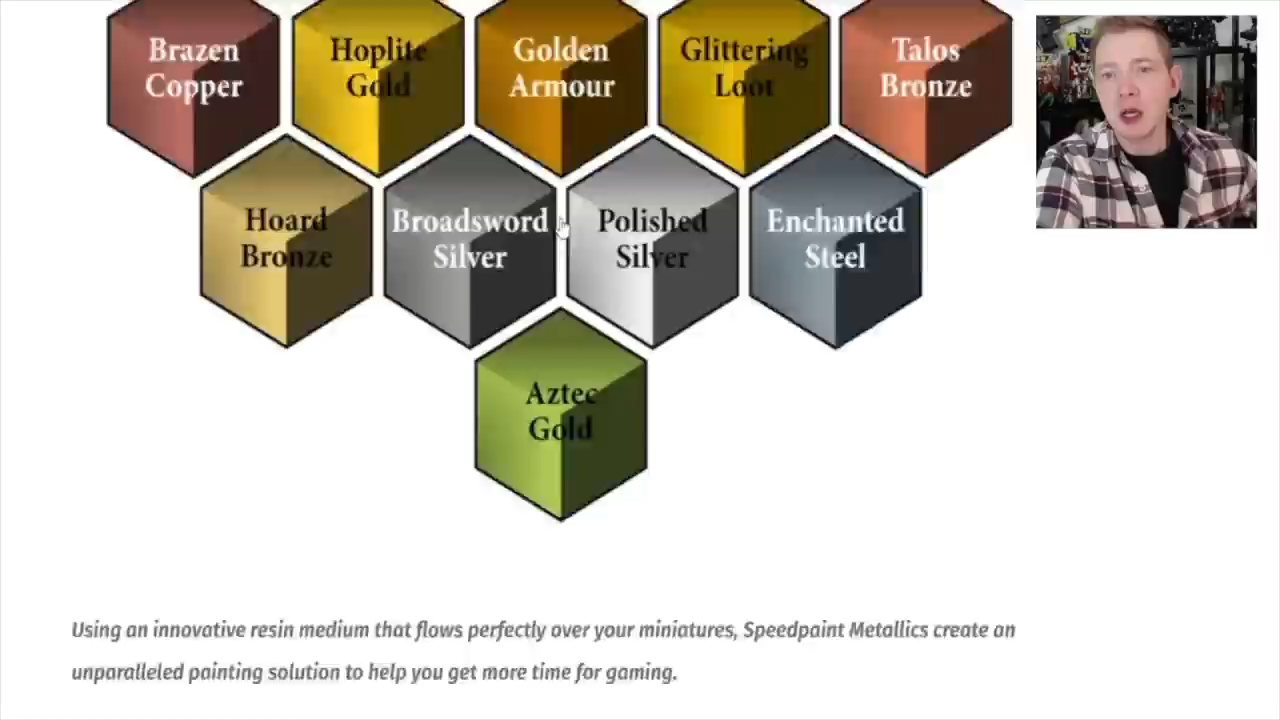 Brazen
Copper
Hoplite
Gold
Golden
Armour
Glittering
Loot
Talos
Bronze
Hoard
Bronze
Broadsword
Silver
Polished
Silver
Enchanted
Steel
Aztec
Gold
Using an innovative resin medium that flows perfectly over your miniatures, Speedpaint Metallics create an
unparalleled painting solution to help you get more time for gaming.